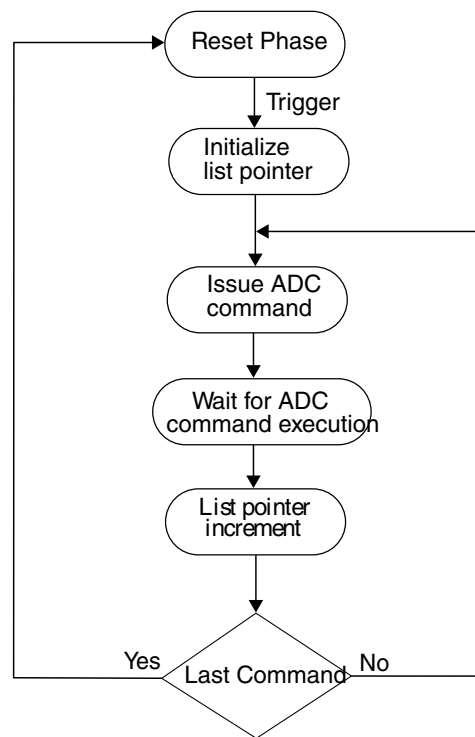 Reset Phase
Trigger
Initialize
list pointer
Issue ADC
command
Wait for ADC
command execution
List pointer
increment
Yes
Last Command
No